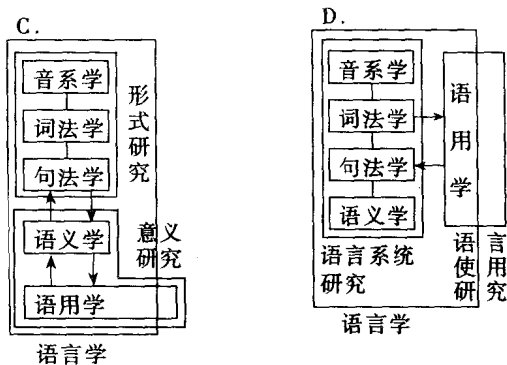 C.
音系学
词法学
句法学
形式研究
语义学
意义
研究
语用学
语言学
D.
音系学
词法学
句法学
语义学
语用学
语言系统
研究
语言
使用
研究
语言学